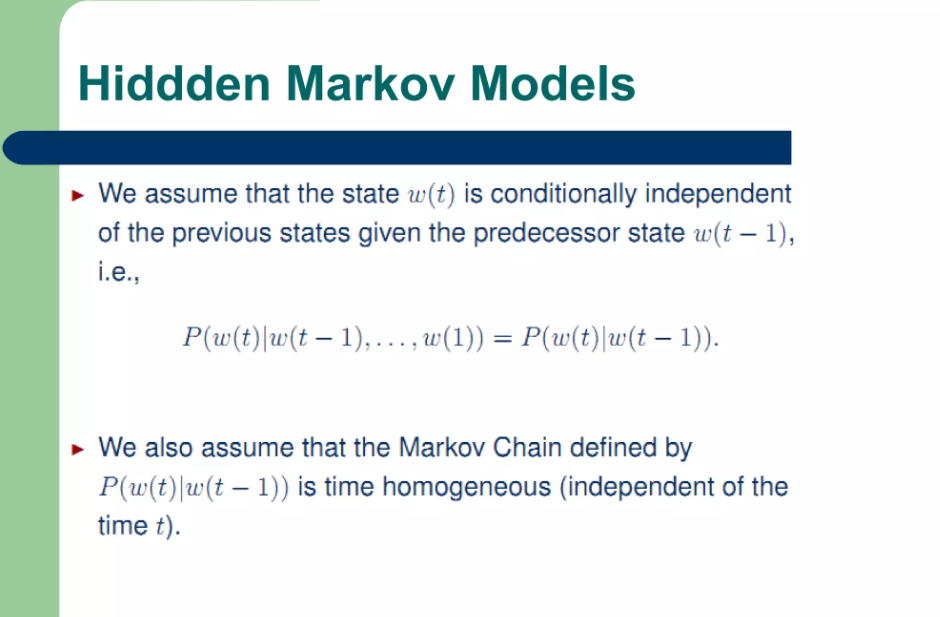 Hiddden Markov Models
► We assume that the state w(t) is conditionally independent
of the previous states given the predecessor state w(t − 1),
i.e.,
P(w(t)|w(t − 1), . . . , w(1)) = P(w(t)|w(t − 1)).
► We also assume that the Markov Chain defined by
P(w(t)|w(t − 1)) is time homogeneous (independent of the
time t).